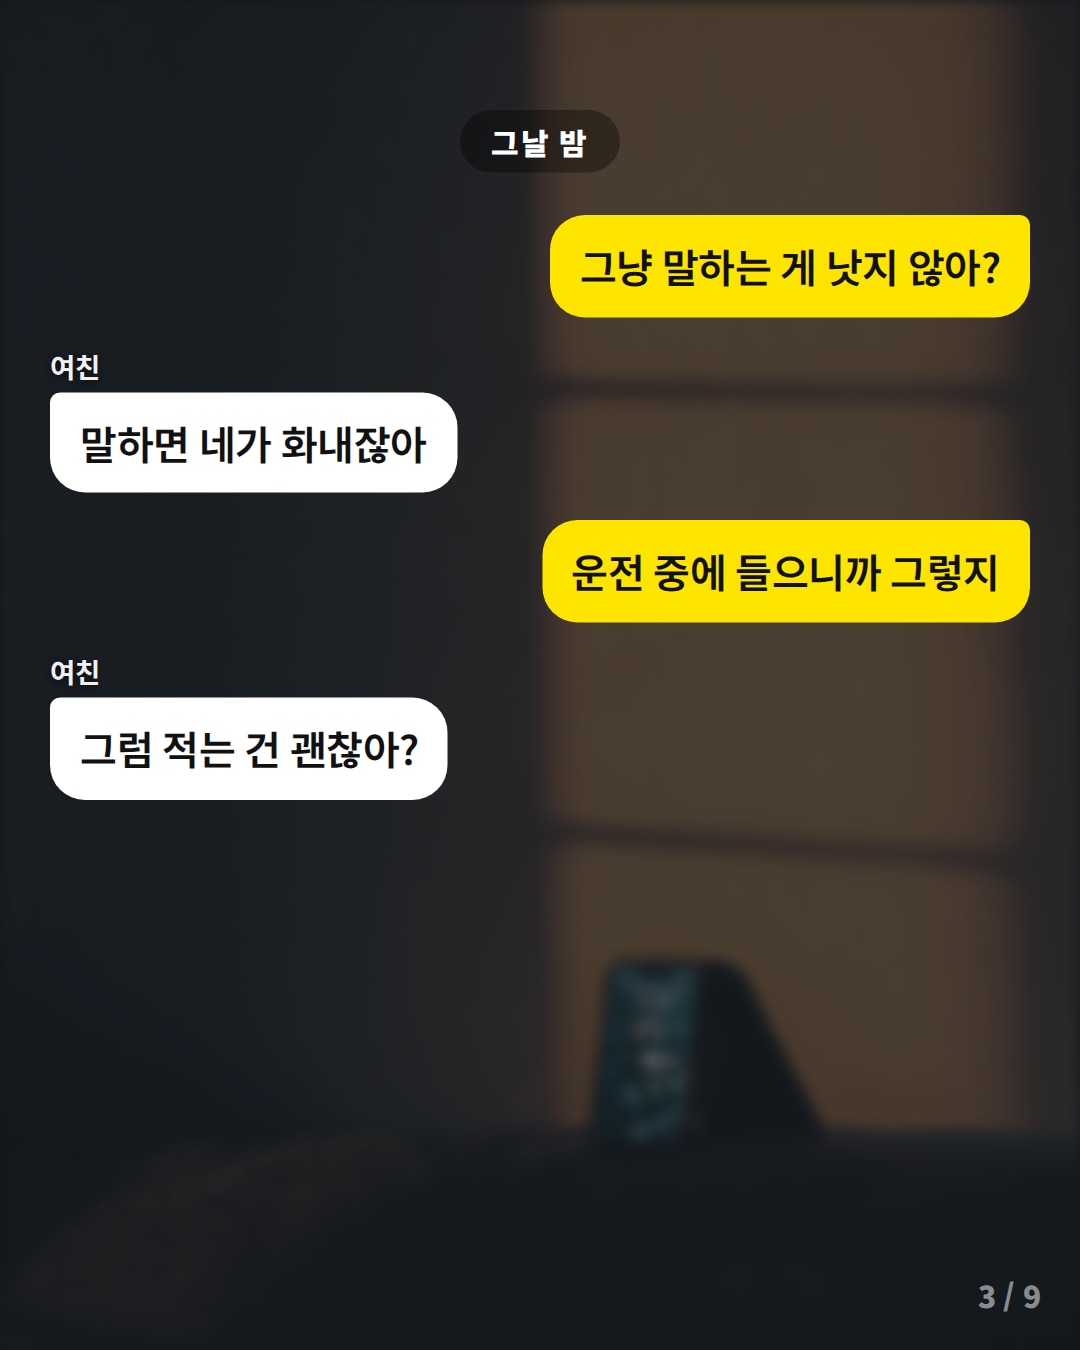 그날 밤
그냥 말하는 게 낫지 않아?
여친
말하면 네가 화내잖아
운전 중에 들으니까 그렇지
여친
그럼 적는 건 괜찮아?
3 / 9